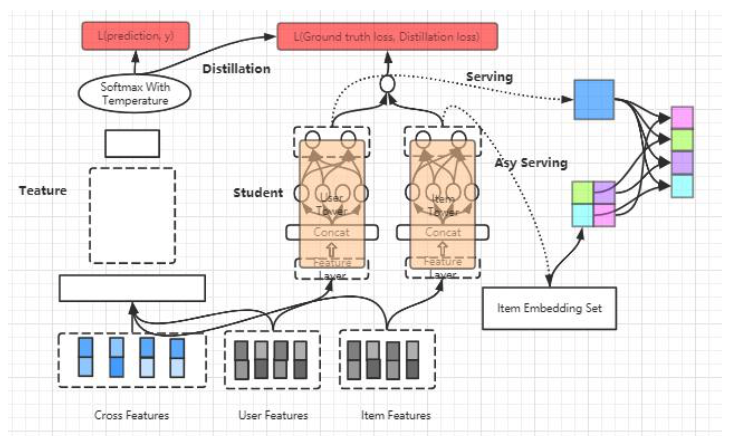 L(prediction, y)
L(Ground truth loss, Distillation loss)
Distillation
Serving
Softmax With
Temperature
Asy Serving
Teature
Student
User
Tower
Item
Tower
Concat
Concat
Feature
Layer
Feature
Layer
Item Embedding Set
Cross Features
User Features
Item Features